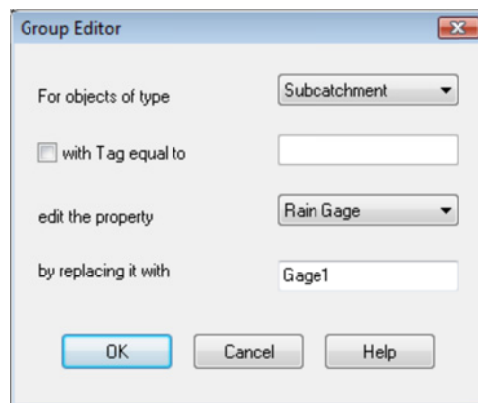 Group Editor
For objects of type Subcatchment
with Tag equal to
edit the property Rain Gage
by replacing it with Gage1
OK Cancel Help